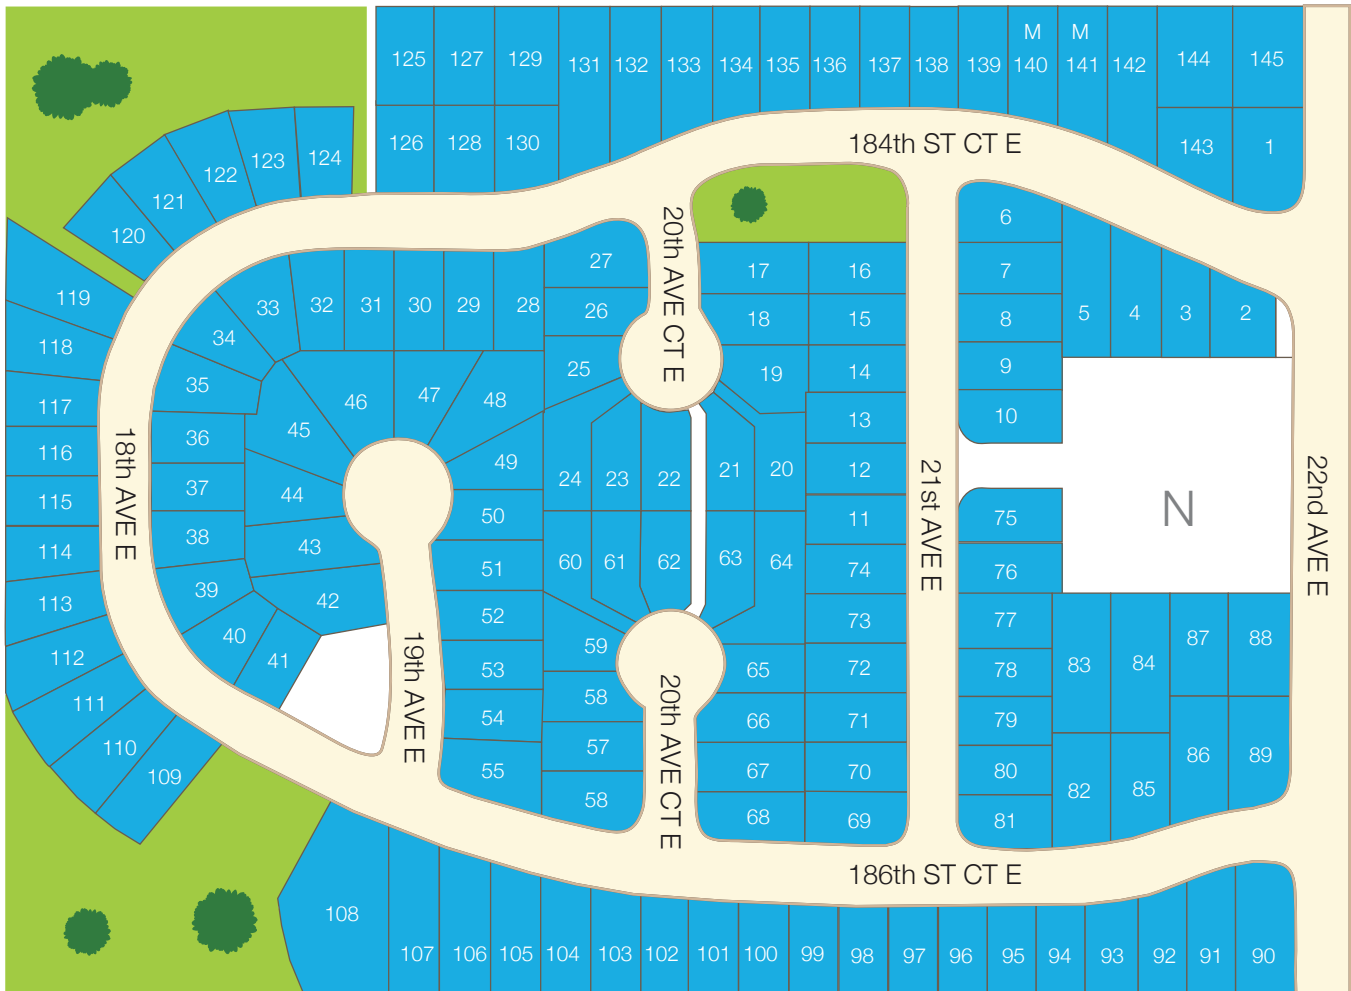 M M
125 127 129 131 132 133 134 135 136 137 138 139 140 141 142 144 145
126 128 130 143 1
184th ST CT E
124 123 122 121 120
6
20th AVE CT E
27 17 16 7
119 33 32 31 30 29 28 26 18 15 8 5 4 3 2
118 34 25 19 14 9
117 35 46 47 48 13 10
116 36 45 49 24 23 22 21 20 12
18th AVE E
21st AVE E
22nd AVE E
115 37 44 50 11 75 N
114 38 43 51 60 61 62 63 64 74 76
113 39 42 52 73 77
112 40 41 53 59 65 72 78 83 84 87 88
19th AVE E
20th AVE CT E
111 54 58 66 71 79
110 109 55 57 67 70 80 86 89
58 68 69 81 82 85
186th ST CT E
108
107 106 105 104 103 102 101 100 99 98 97 96 95 94 93 92 91 90